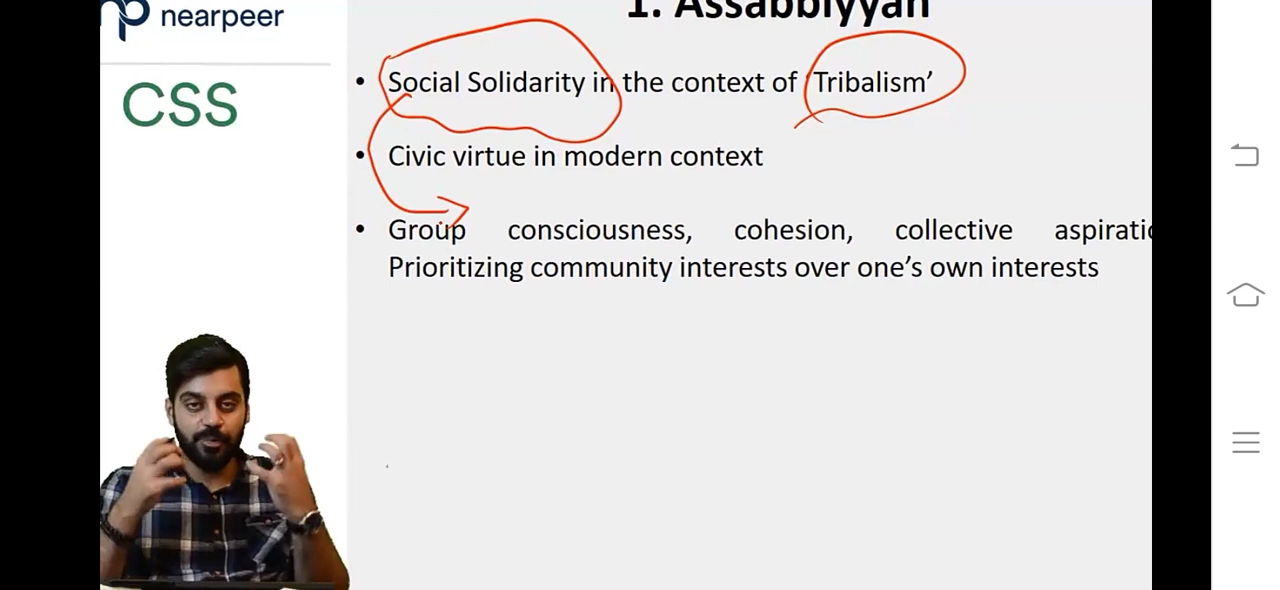 nearpeer
1. Assabbiyyah
CSS
• Social Solidarity in the context of ‘Tribalism’
• Civic virtue in modern context
• Group consciousness, cohesion, collective
Prioritizing community interests over one’s own interests